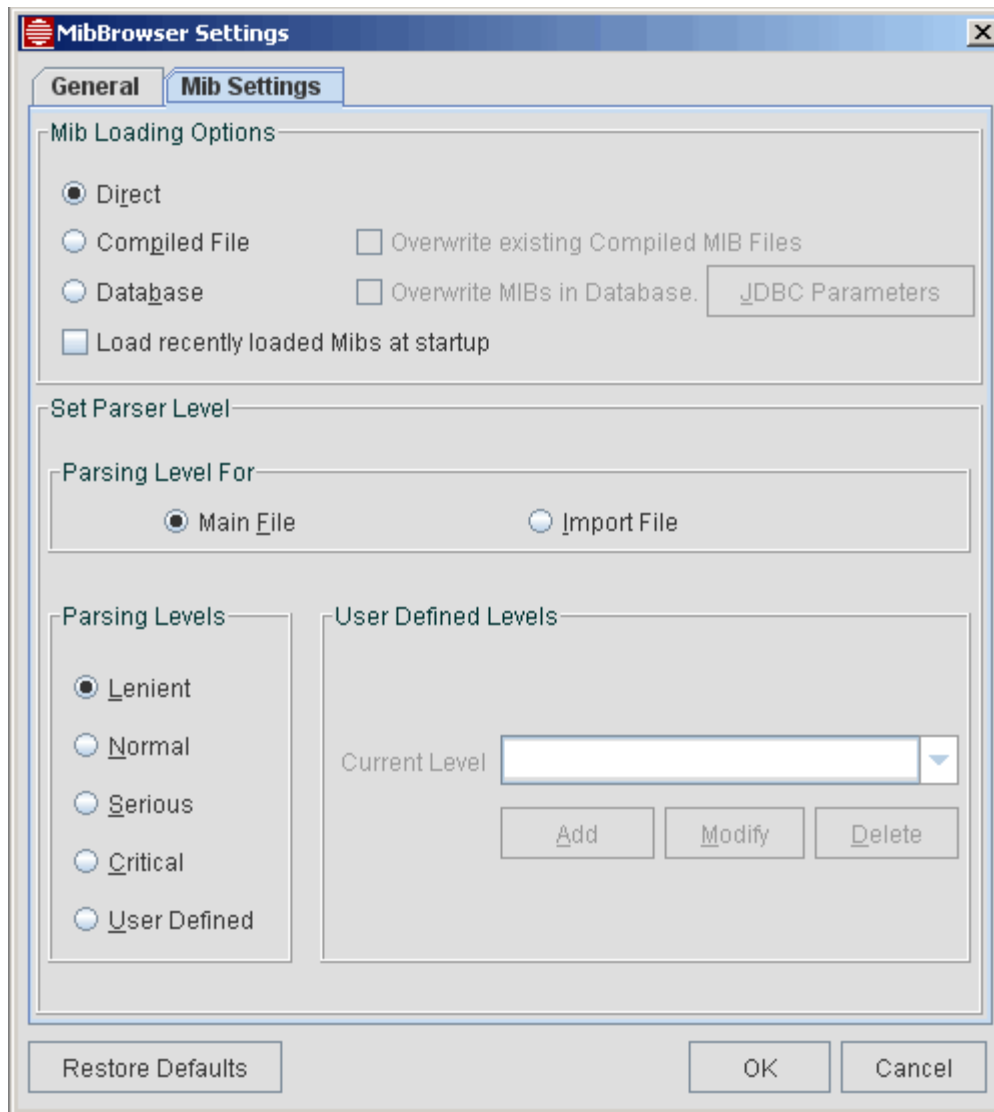 MibBrowser Settings
General Mib Settings
Mib Loading Options
Direct
Compiled File Overwrite existing Compiled MIB Files
Database Overwrite MIBs in Database. JDBC Parameters
Load recently loaded Mibs at startup
Set Parser Level
Parsing Level For
Main File Import File
Parsing Levels User Defined Levels
Lenient
Normal
Current Level
Serious
Add Modify Delete
Critical
User Defined
Restore Defaults OK Cancel